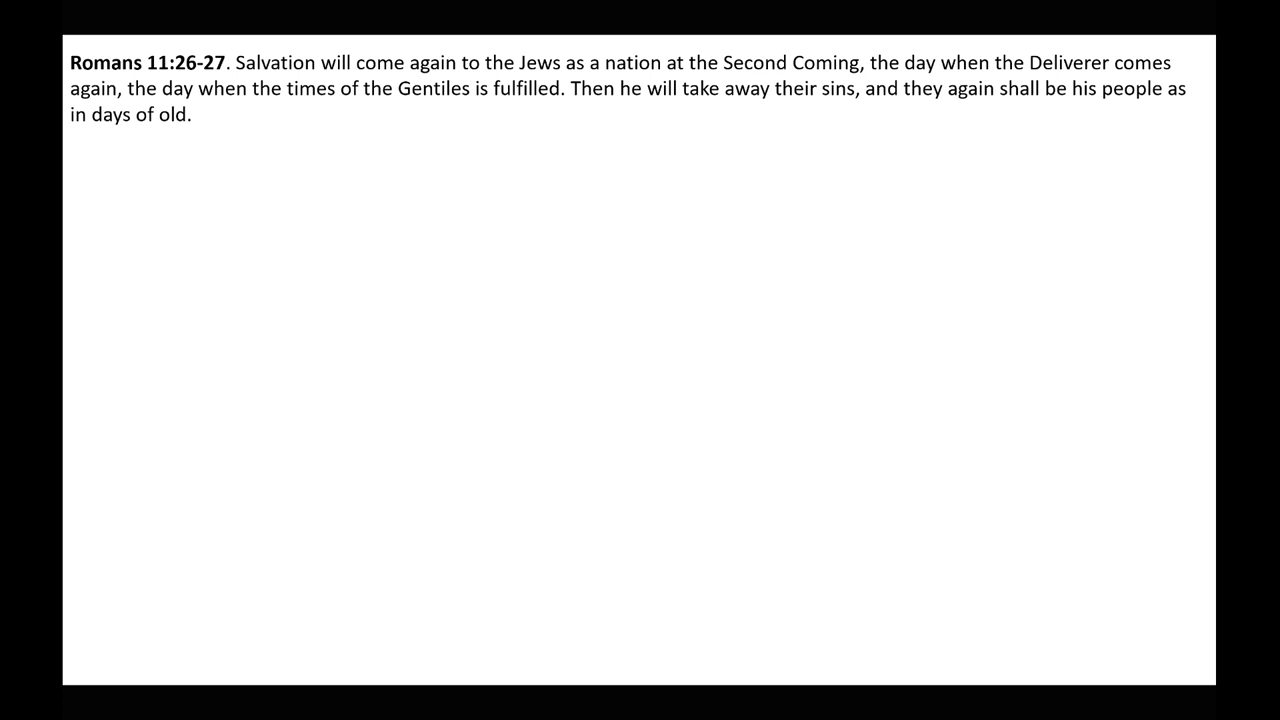 Romans 11:26-27. Salvation will come again to the Jews as a nation at the Second Coming, the day when the Deliverer comes
again, the day when the times of the Gentiles is fulfilled. Then he will take away their sins, and they again shall be his people as
in days of old.